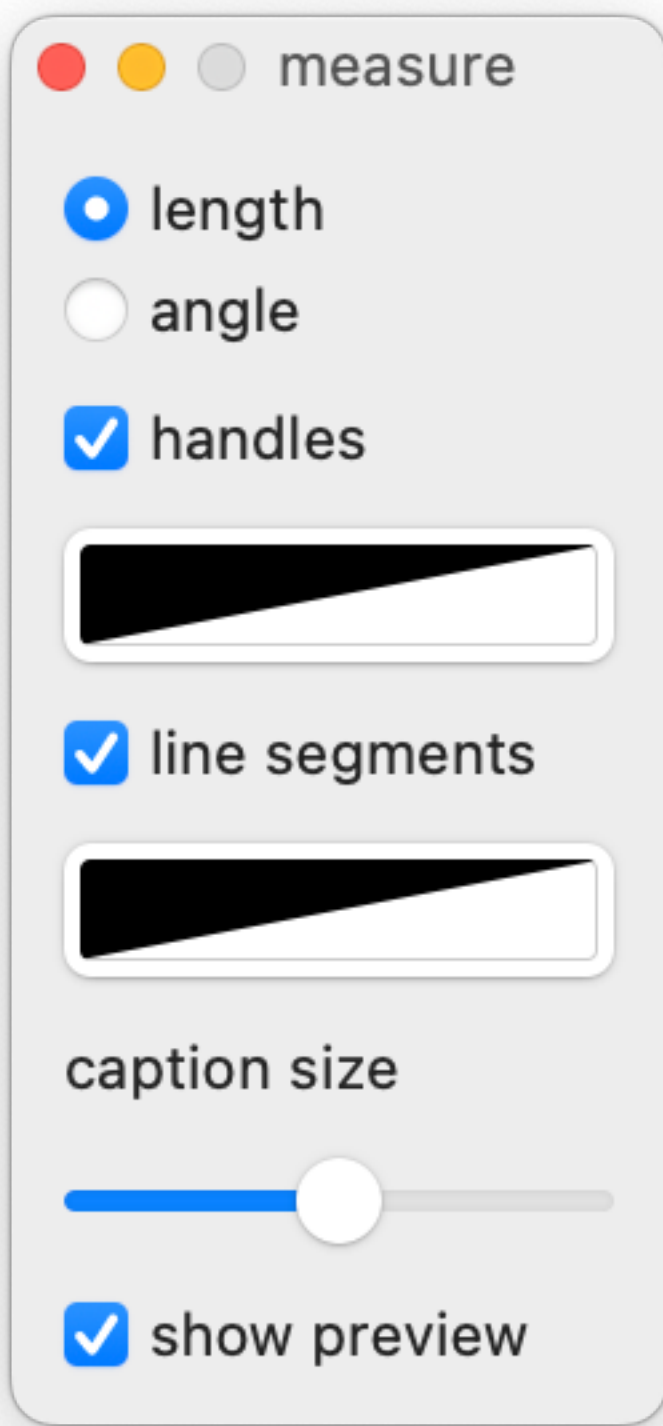 measure
length
angle
handles
line segments
caption size
show preview